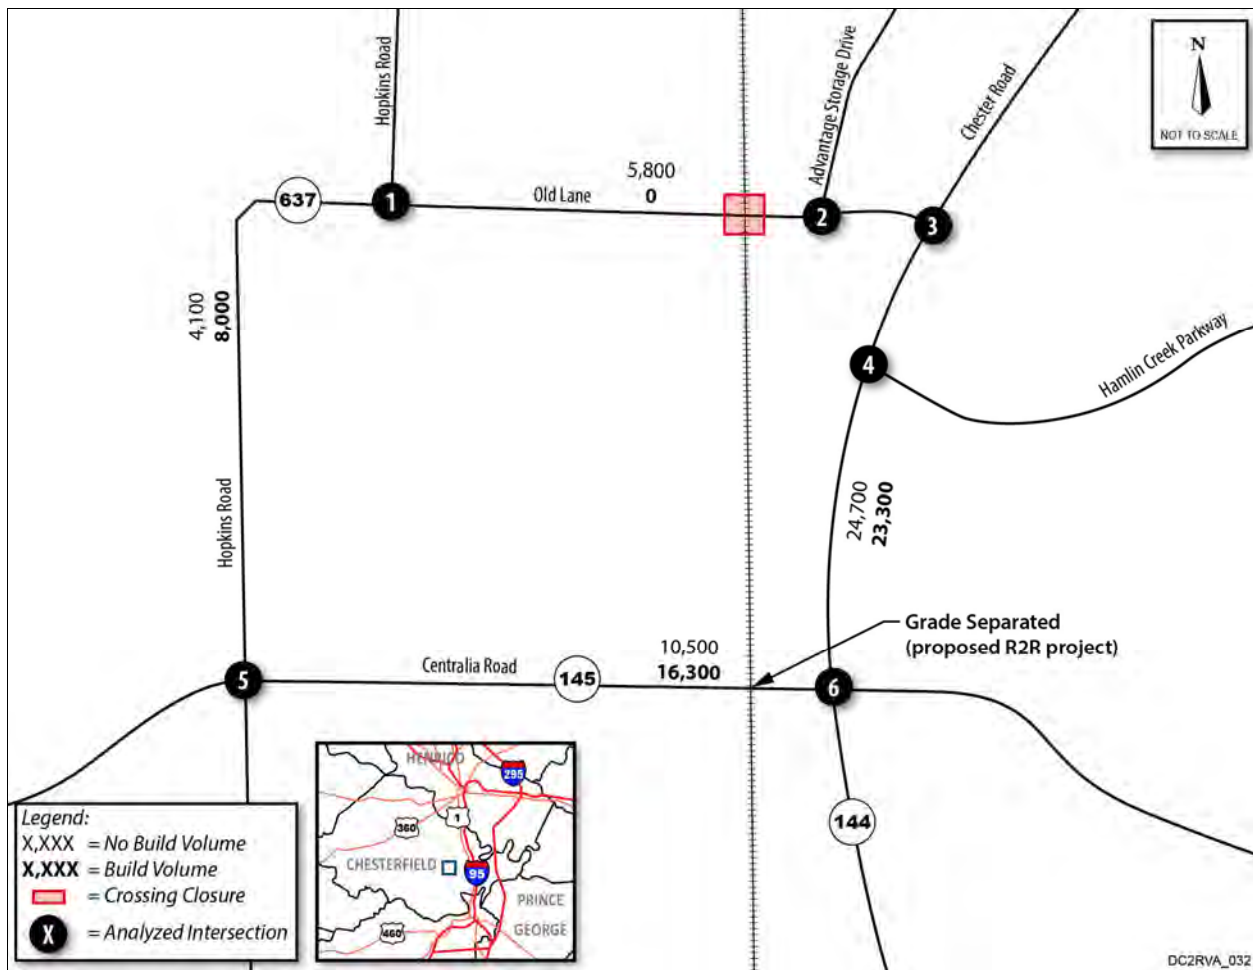 Hopkins Road
Advantage Storage Drive
Chester Road
N
NOT TO SCALE
637
1
Old Lane
5,800
0
2
3
4,100
8,000
4
Hamlin Creek Parkway
Hopkins Road
24,700
23,300
Grade Separated
(proposed R2R project)
5
Centralia Road
145
10,500
16,300
6
144
Legend:
X,XXX = No Build Volume
X,XXX = Build Volume
= Crossing Closure
X = Analyzed Intersection
HENRICO
295
1
360
CHESTERFIELD
95
PRINCE
GEORGE
460
DC2RVA_032